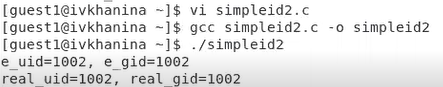 [guest1@ivkhanina ~]$ vi simpleid2.c
[guest1@ivkhanina ~]$ gcc simpleid2.c -o simpleid2
[guest1@ivkhanina ~]$ ./simpleid2
e_uid=1002, e_gid=1002
real_uid=1002, real_gid=1002